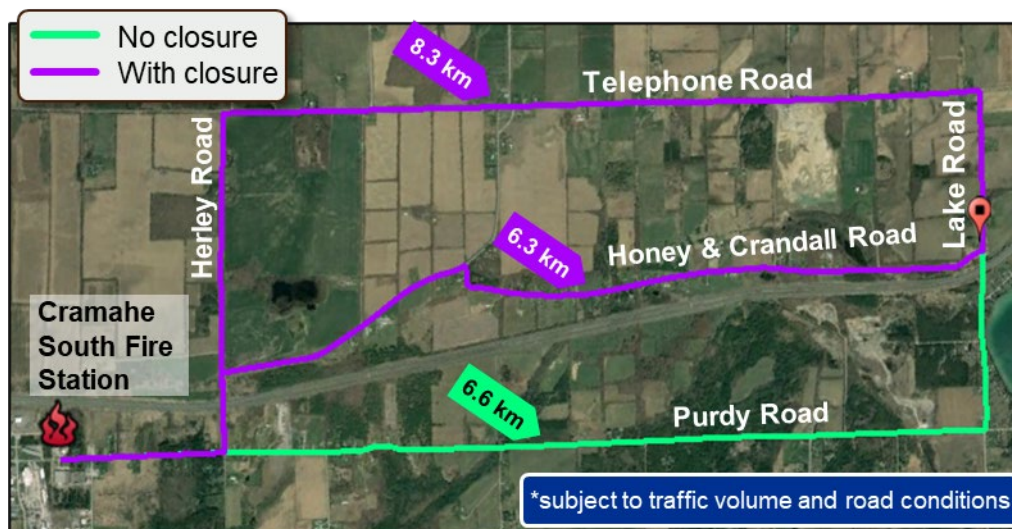 No closure
With closure
8.3 km
Telephone Road
Herley Road
Lake Road
6.3 km
Honey & Crandall Road
Cramahe
South Fire
Station
6.6 km
Purdy Road
*subject to traffic volume and road conditions